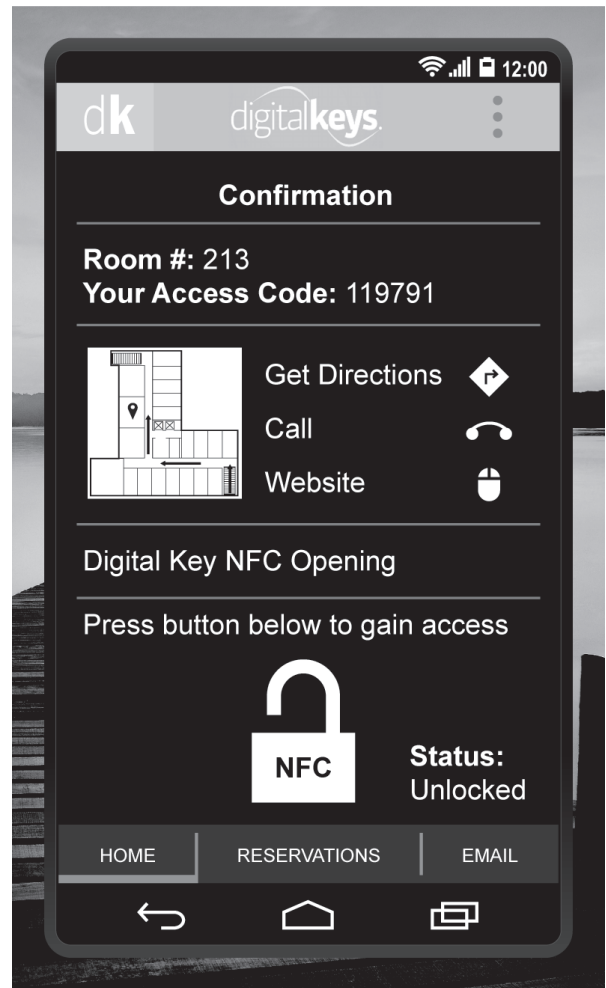 12:00
dk digitalkeys.
Confirmation
Room #: 213
Your Access Code: 119791
Get Directions
Call
Website
Digital Key NFC Opening
Press button below to gain access
NFC
Status:
Unlocked
HOME RESERVATIONS EMAIL